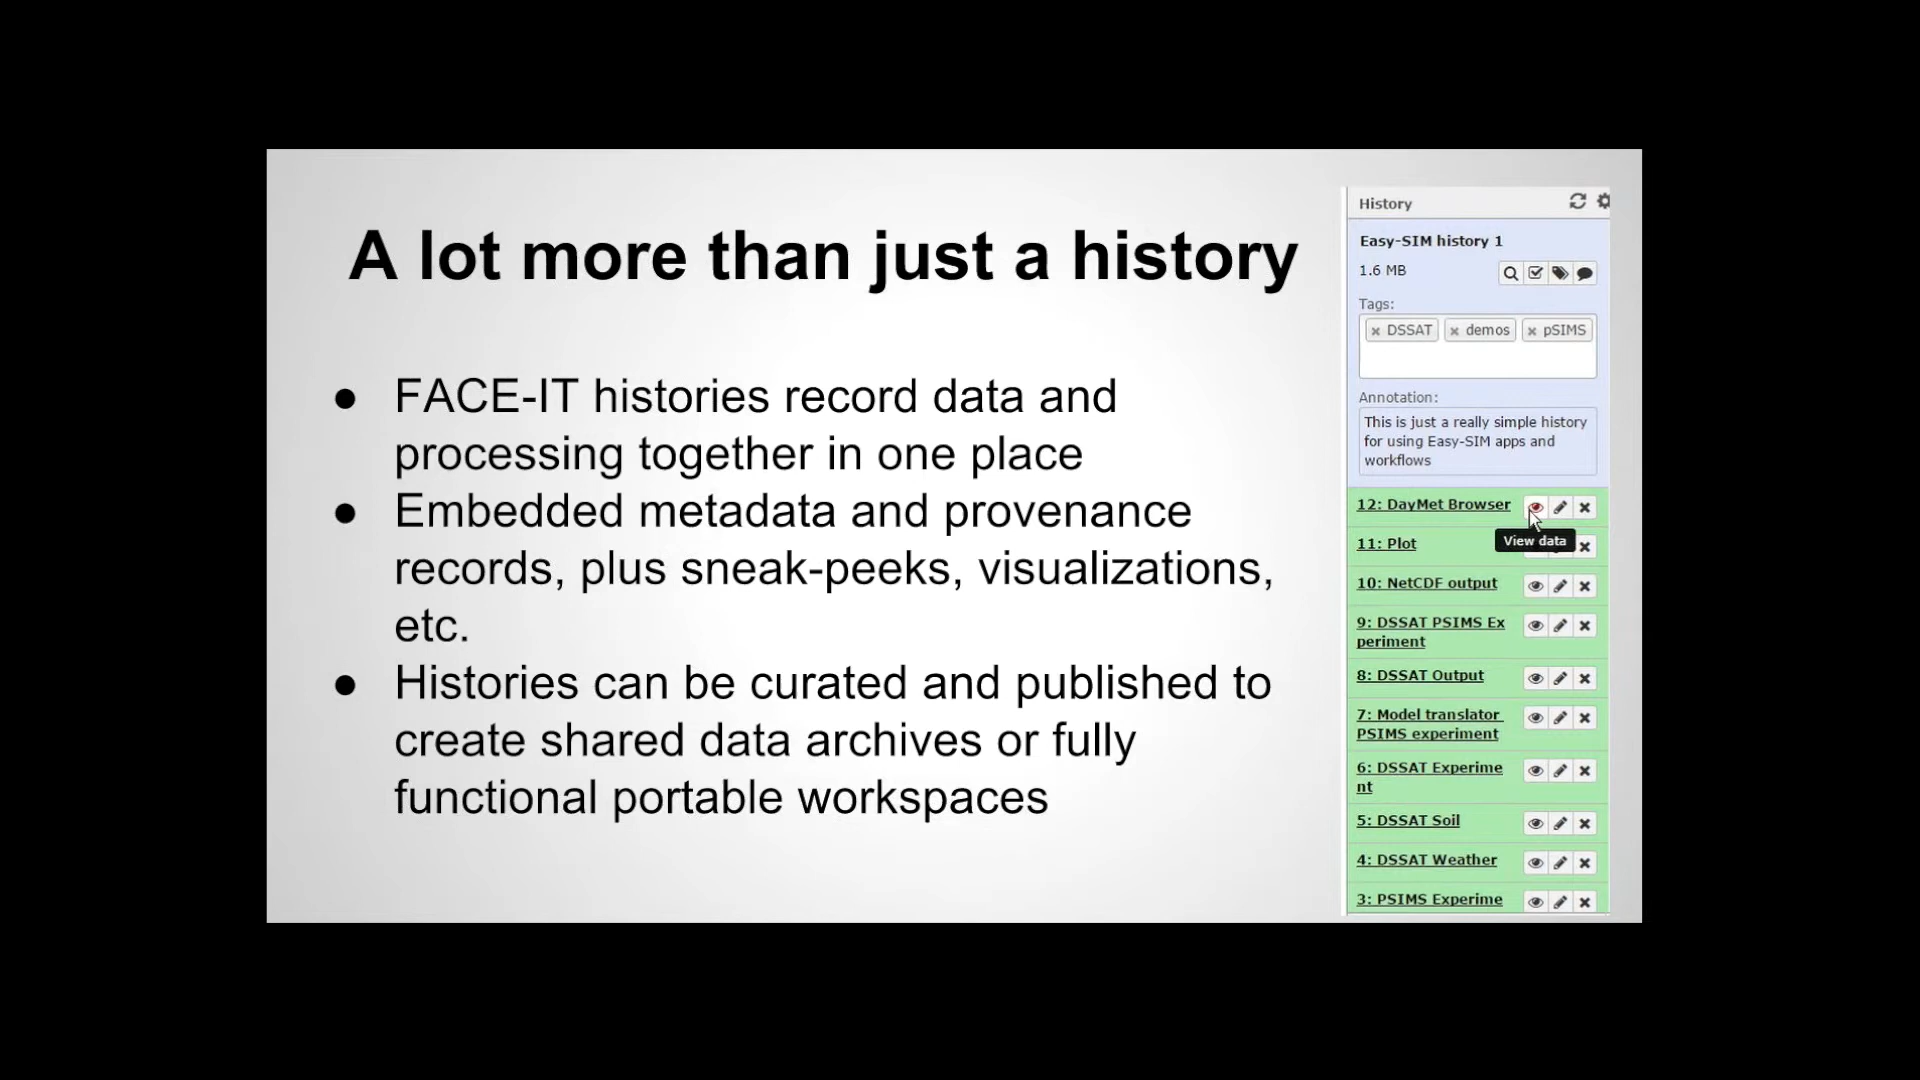 A lot more than just a history
● FACE-IT histories record data and
processing together in one place
● Embedded metadata and provenance
records, plus sneak-peeks, visualizations,
etc.
● Histories can be curated and published to
create shared data archives or fully
functional portable workspaces
History
Easy-SIM history 1
1.6 MB
Tags:
DSSAT demos pSIMS
Annotation:
This is just a really simple history
for using Easy-SIM apps and
workflows
12: DayMet Browser
View data
11: Plot
10: NetCDF output
9: DSSAT PSIMS Ex
periment
8: DSSAT Output
7: Model translator
PSIMS experiment
6: DSSAT Experime
nt
5: DSSAT Soil
4: DSSAT Weather
3: PSIMS Experime